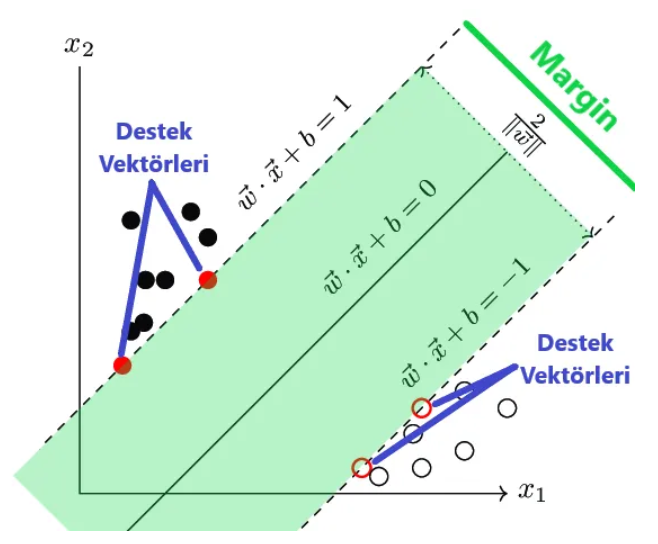 x₂
Margin
Destek
Vektörleri
w⃗ · x⃗ + b = 1
2
‖w⃗‖
w⃗ · x⃗ + b = 0
w⃗ · x⃗ + b = −1
Destek
Vektörleri
x₁